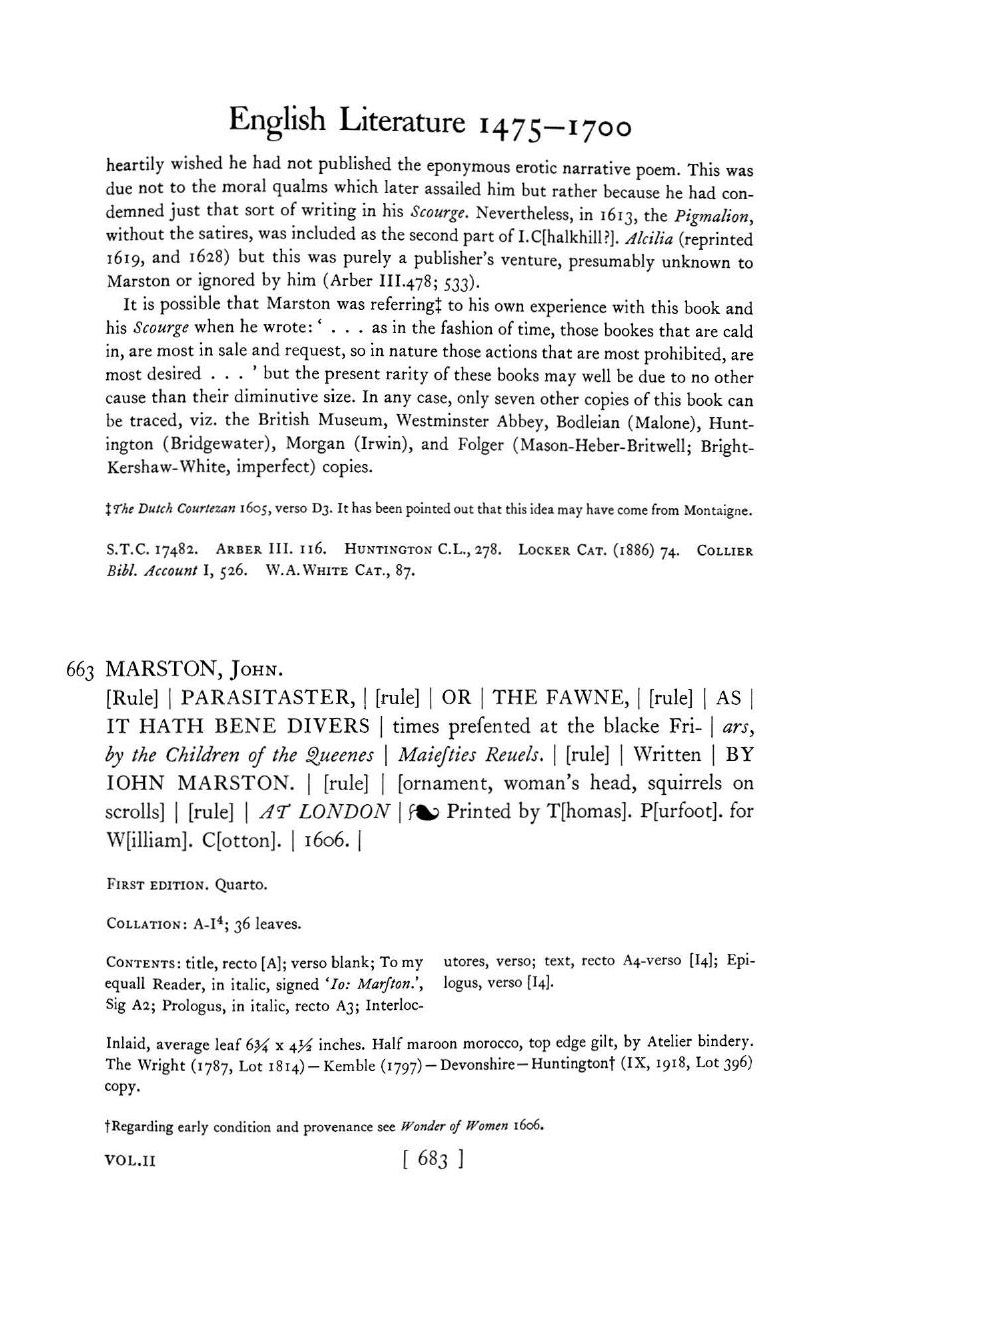 English Literature 1475–1700
heartily wished he had not published the eponymous erotic narrative poem. This was
due not to the moral qualms which later assailed him but rather because he had con-
demned just that sort of writing in his Scourge. Nevertheless, in 1613, the Pigmalion,
without the satires, was included as the second part of I.C[halkhill?]. Alcilia (reprinted
1619, and 1628) but this was purely a publisher's venture, presumably unknown to
Marston or ignored by him (Arber III.478; 533).
It is possible that Marston was referring‡ to his own experience with this book and
his Scourge when he wrote: ‘ . . . as in the fashion of time, those bookes that are cald
in, are most in sale and request, so in nature those actions that are most prohibited, are
most desired . . . ’ but the present rarity of these books may well be due to no other
cause than their diminutive size. In any case, only seven other copies of this book can
be traced, viz. the British Museum, Westminster Abbey, Bodleian (Malone), Hunt-
ington (Bridgewater), Morgan (Irwin), and Folger (Mason-Heber-Britwell; Bright-
Kershaw-White, imperfect) copies.
‡The Dutch Courtezan 1605, verso D3. It has been pointed out that this idea may have come from Montaigne.
S.T.C. 17482. Arber III. 116. Huntington C.L., 278. Locker Cat. (1886) 74. Collier
Bibl. Account I, 526. W.A.White Cat., 87.
663 MARSTON, John.
[Rule] | PARASITASTER, | [rule] | OR | THE FAWNE, | [rule] | AS |
IT HATH BENE DIVERS | times preſented at the blacke Fri- | ars,
by the Children of the Queenes | Maieſties Reuels. | [rule] | Written | BY
IOHN MARSTON. | [rule] | [ornament, woman's head, squirrels on
scrolls] | [rule] | AT LONDON | ❧ Printed by T[homas]. P[urfoot]. for
W[illiam]. C[otton]. | 1606. |
First edition. Quarto.
Collation: A-I⁴; 36 leaves.
Contents: title, recto [A]; verso blank; To my
equall Reader, in italic, signed ‘Io: Marſton.’,
Sig A2; Prologus, in italic, recto A3; Interloc-
utores, verso; text, recto A4-verso [I4]; Epi-
logus, verso [I4].
Inlaid, average leaf 6¾ x 4½ inches. Half maroon morocco, top edge gilt, by Atelier bindery.
The Wright (1787, Lot 1814) — Kemble (1797) — Devonshire — Huntington† (IX, 1918, Lot 396)
copy.
†Regarding early condition and provenance see Wonder of Women 1606.
VOL.II [ 683 ]